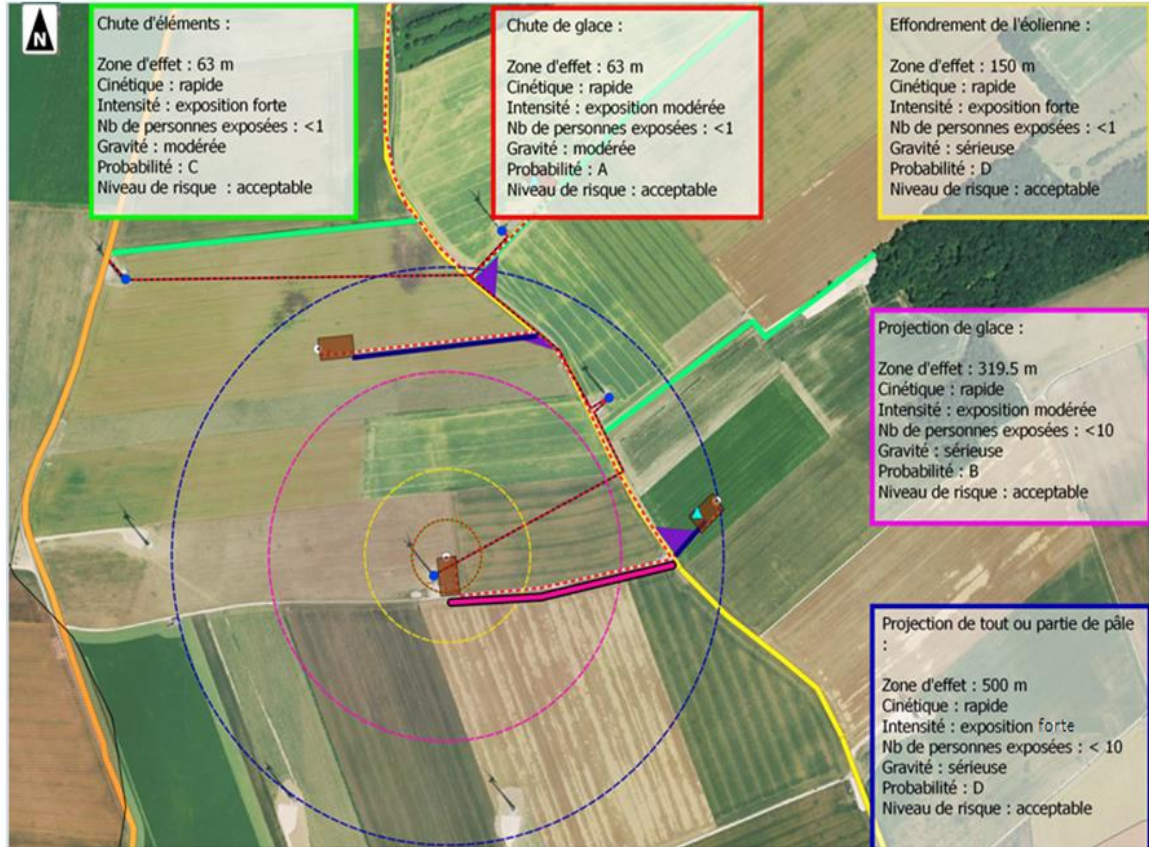 N
Chute d'éléments :
Zone d'effet : 63 m
Cinétique : rapide
Intensité : exposition forte
Nb de personnes exposées : <1
Gravité : modérée
Probabilité : C
Niveau de risque : acceptable
Chute de glace :
Zone d'effet : 63 m
Cinétique : rapide
Intensité : exposition modérée
Nb de personnes exposées : <1
Gravité : modérée
Probabilité : A
Niveau de risque : acceptable
Effondrement de l'éolienne :
Zone d'effet : 150 m
Cinétique : rapide
Intensité : exposition forte
Nb de personnes exposées : <1
Gravité : sérieuse
Probabilité : D
Niveau de risque : acceptable
Projection de glace :
Zone d'effet : 319.5 m
Cinétique : rapide
Intensité : exposition modérée
Nb de personnes exposées : <10
Gravité : sérieuse
Probabilité : B
Niveau de risque : acceptable
Projection de tout ou partie de pâle
:
Zone d'effet : 500 m
Cinétique : rapide
Intensité : exposition forte
Nb de personnes exposées : < 10
Gravité : sérieuse
Probabilité : D
Niveau de risque : acceptable